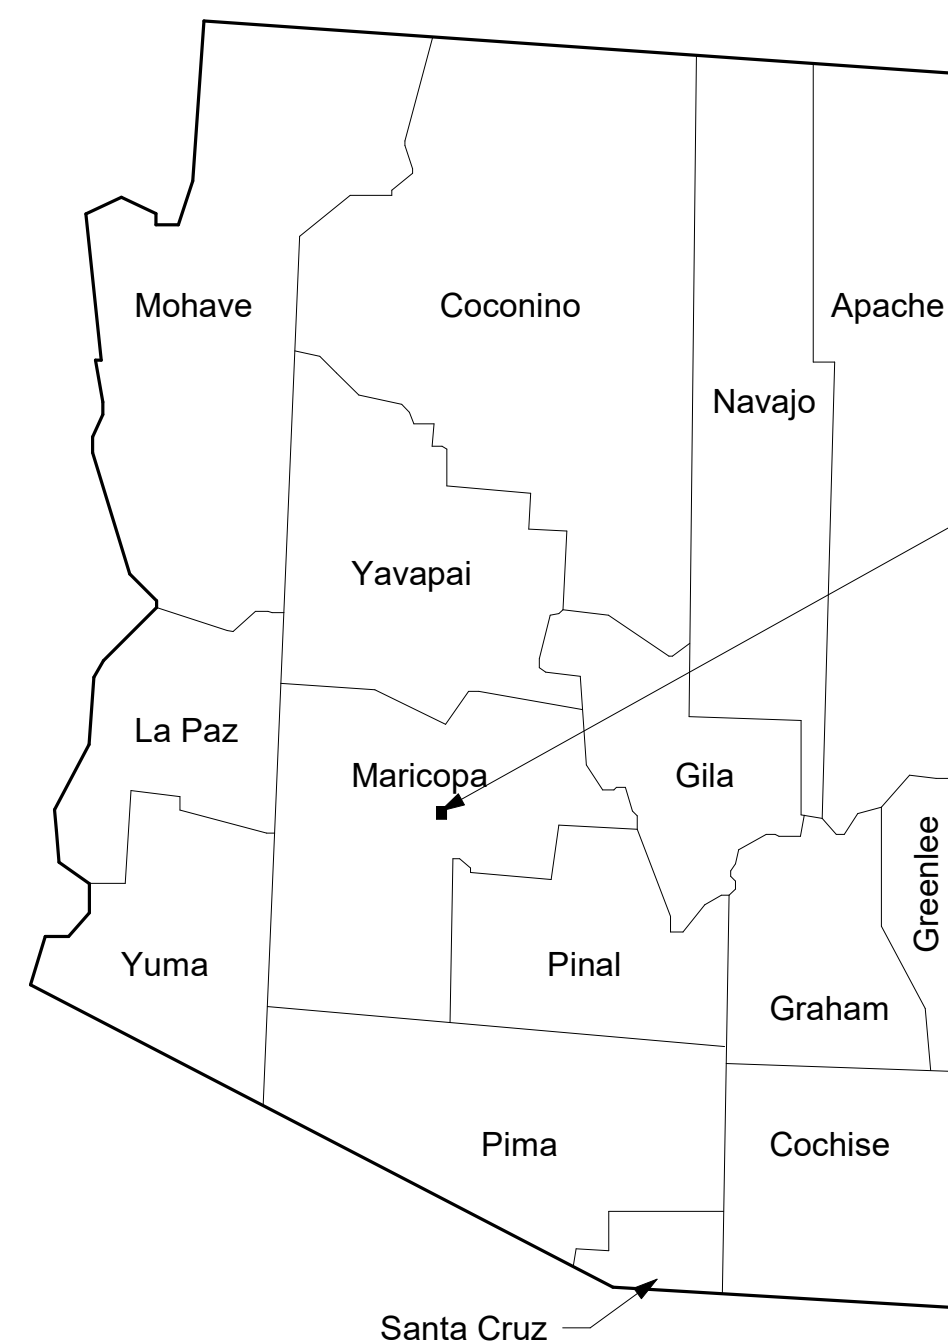 Mohave
Coconino
Apache
Navajo
Yavapai
La Paz
Maricopa
Gila
Greenlee
Yuma
Pinal
Graham
Pima
Cochise
Santa Cruz